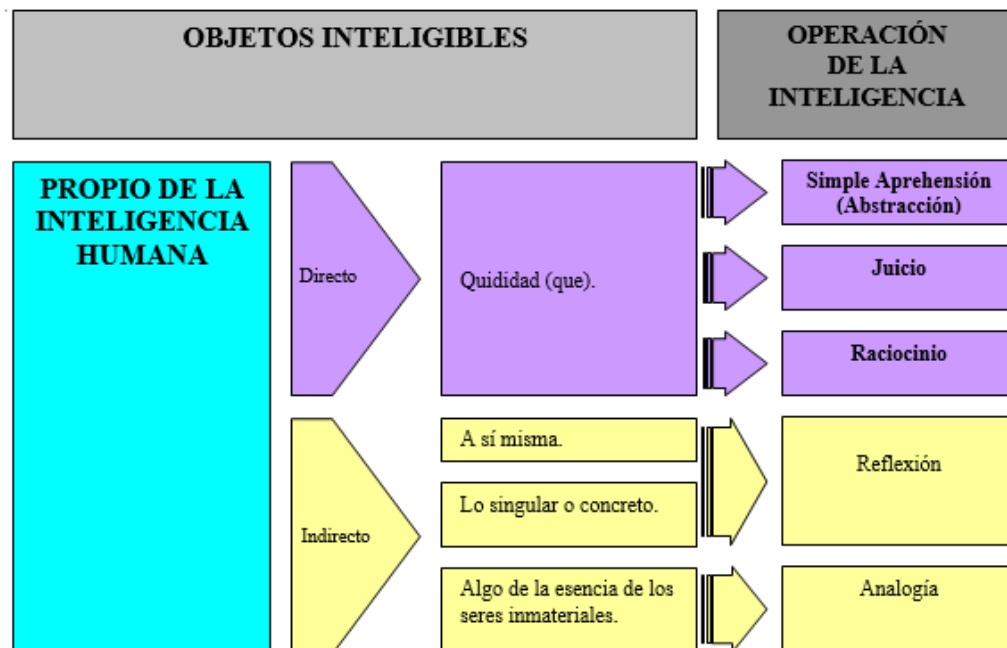 OBJETOS INTELIGIBLES
OPERACIÓN
DE LA
INTELIGENCIA
PROPIO DE LA
INTELIGENCIA
HUMANA
Directo
Quididad (que).
Simple Aprehensión
(Abstracción)
Juicio
Raciocinio
Indirecto
A sí misma.
Lo singular o concreto.
Reflexión
Algo de la esencia de los
seres inmateriales.
Analogía